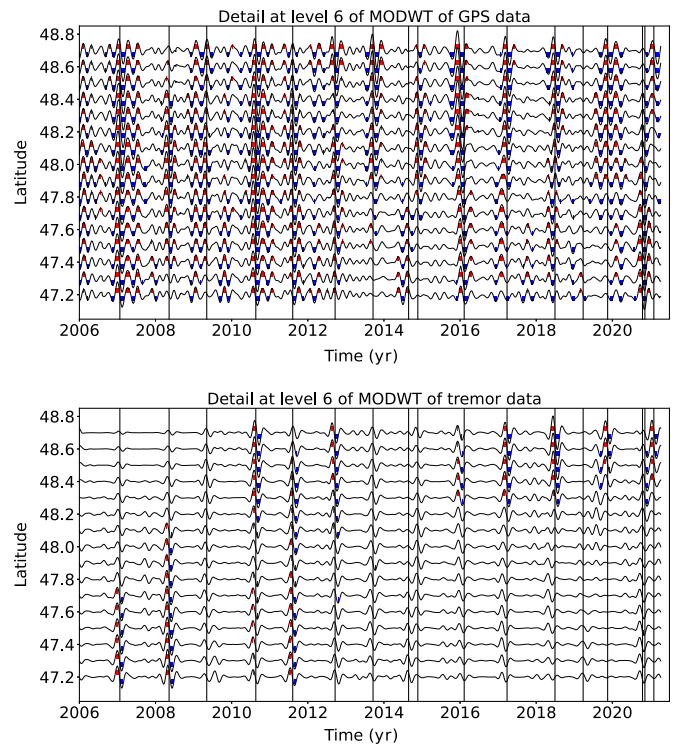 Detail at level 6 of MODWT of GPS data
48.8
48.6
48.4
48.2
48.0
47.8
47.6
47.4
47.2
Latitude
2006 2008 2010 2012 2014 2016 2018 2020
Time (yr)
Detail at level 6 of MODWT of tremor data
48.8
48.6
48.4
48.2
48.0
47.8
47.6
47.4
47.2
Latitude
2006 2008 2010 2012 2014 2016 2018 2020
Time (yr)